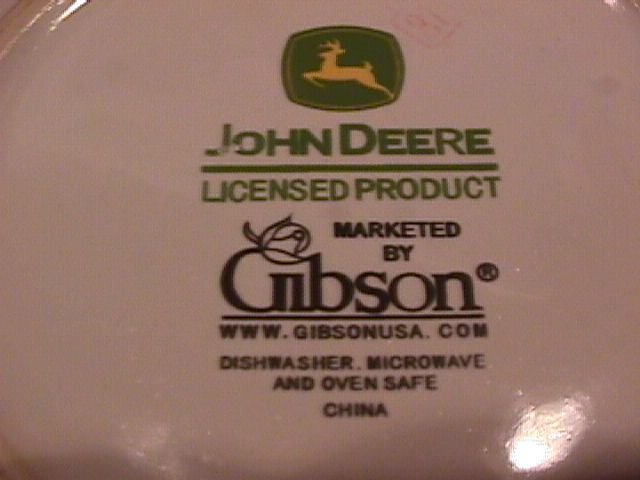 JOHN DEERE
LICENSED PRODUCT
MARKETED
BY
Gibson®
WWW.GIBSONUSA.COM
DISHWASHER. MICROWAVE
AND OVEN SAFE
CHINA